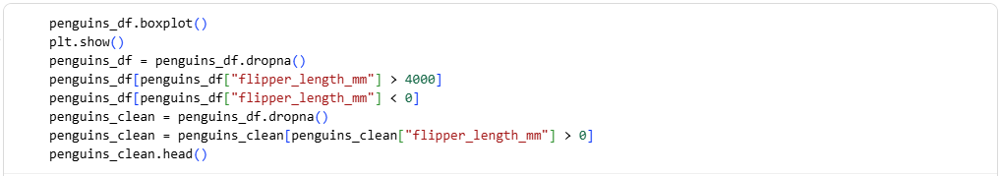 penguins_df.boxplot()
plt.show()
penguins_df = penguins_df.dropna()
penguins_df[penguins_df["flipper_length_mm"] > 4000]
penguins_df[penguins_df["flipper_length_mm"] < 0]
penguins_clean = penguins_df.dropna()
penguins_clean = penguins_clean[penguins_clean["flipper_length_mm"] > 0]
penguins_clean.head()